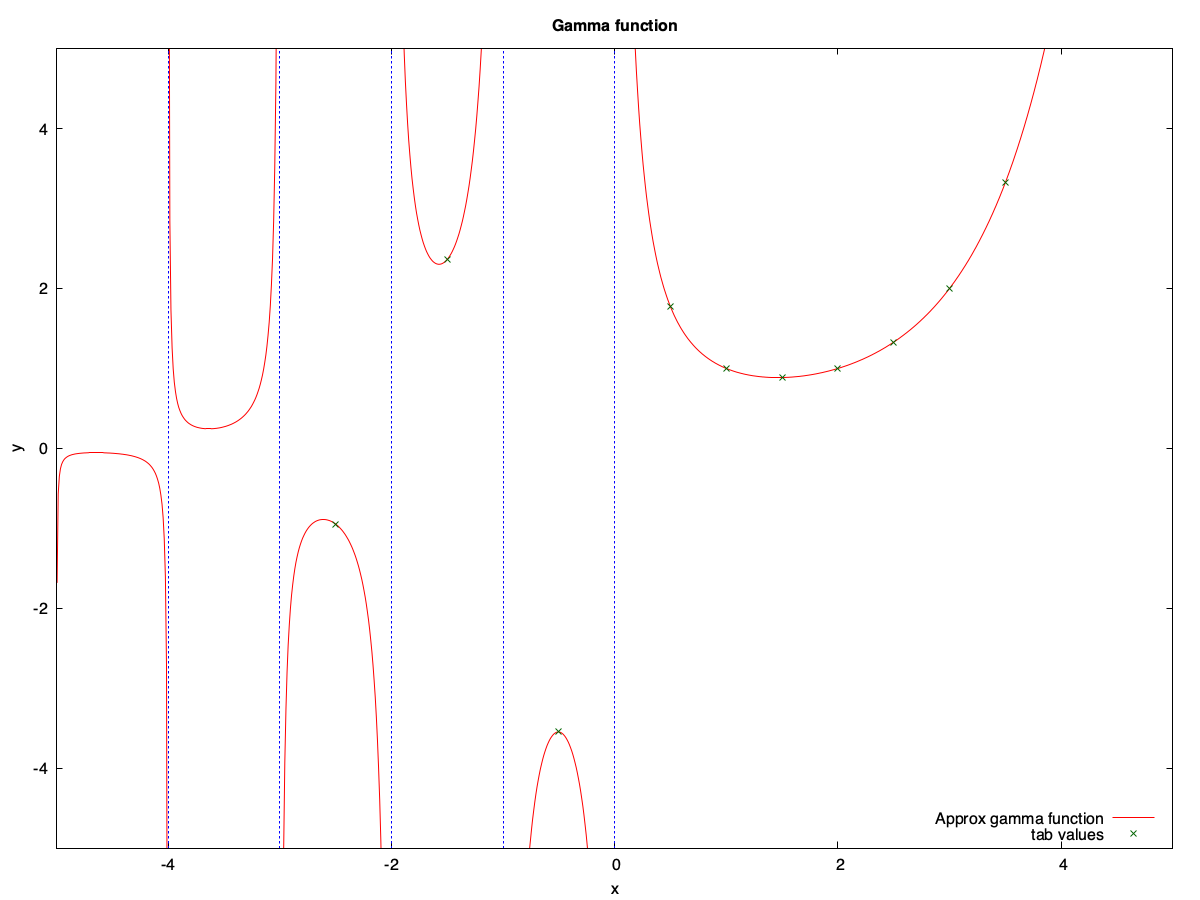 Gamma function
4
2
0
-2
-4
y
Approx gamma function
tab values
-4 -2 0 2 4
x